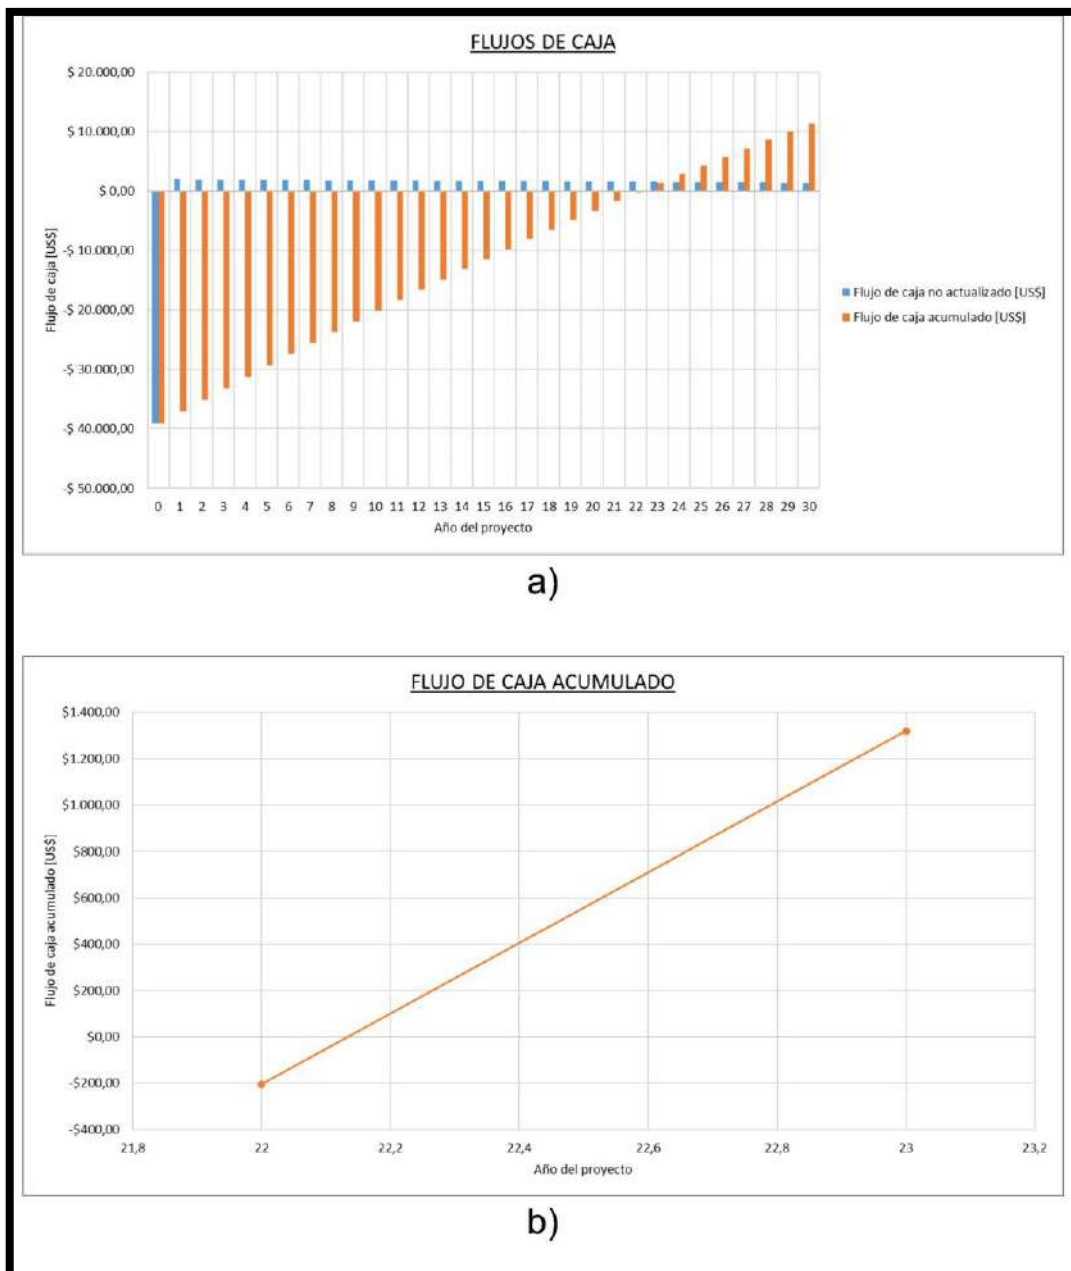 FLUJOS DE CAJA
$ 20.000,00
$ 10.000,00
$ 0,00
-$ 10.000,00
-$ 20.000,00
-$ 30.000,00
-$ 40.000,00
-$ 50.000,00
Flujo de caja [US$]
0 1 2 3 4 5 6 7 8 9 10 11 12 13 14 15 16 17 18 19 20 21 22 23 24 25 26 27 28 29 30
Año del proyecto
Flujo de caja no actualizado [US$]
Flujo de caja acumulado [US$]
a)
FLUJO DE CAJA ACUMULADO
$1.400,00
$1.200,00
$1.000,00
$800,00
$600,00
$400,00
$200,00
$0,00
-$200,00
-$400,00
Flujo de caja acumulado [US$]
21,8 22 22,2 22,4 22,6 22,8 23 23,2
Año del proyecto
b)